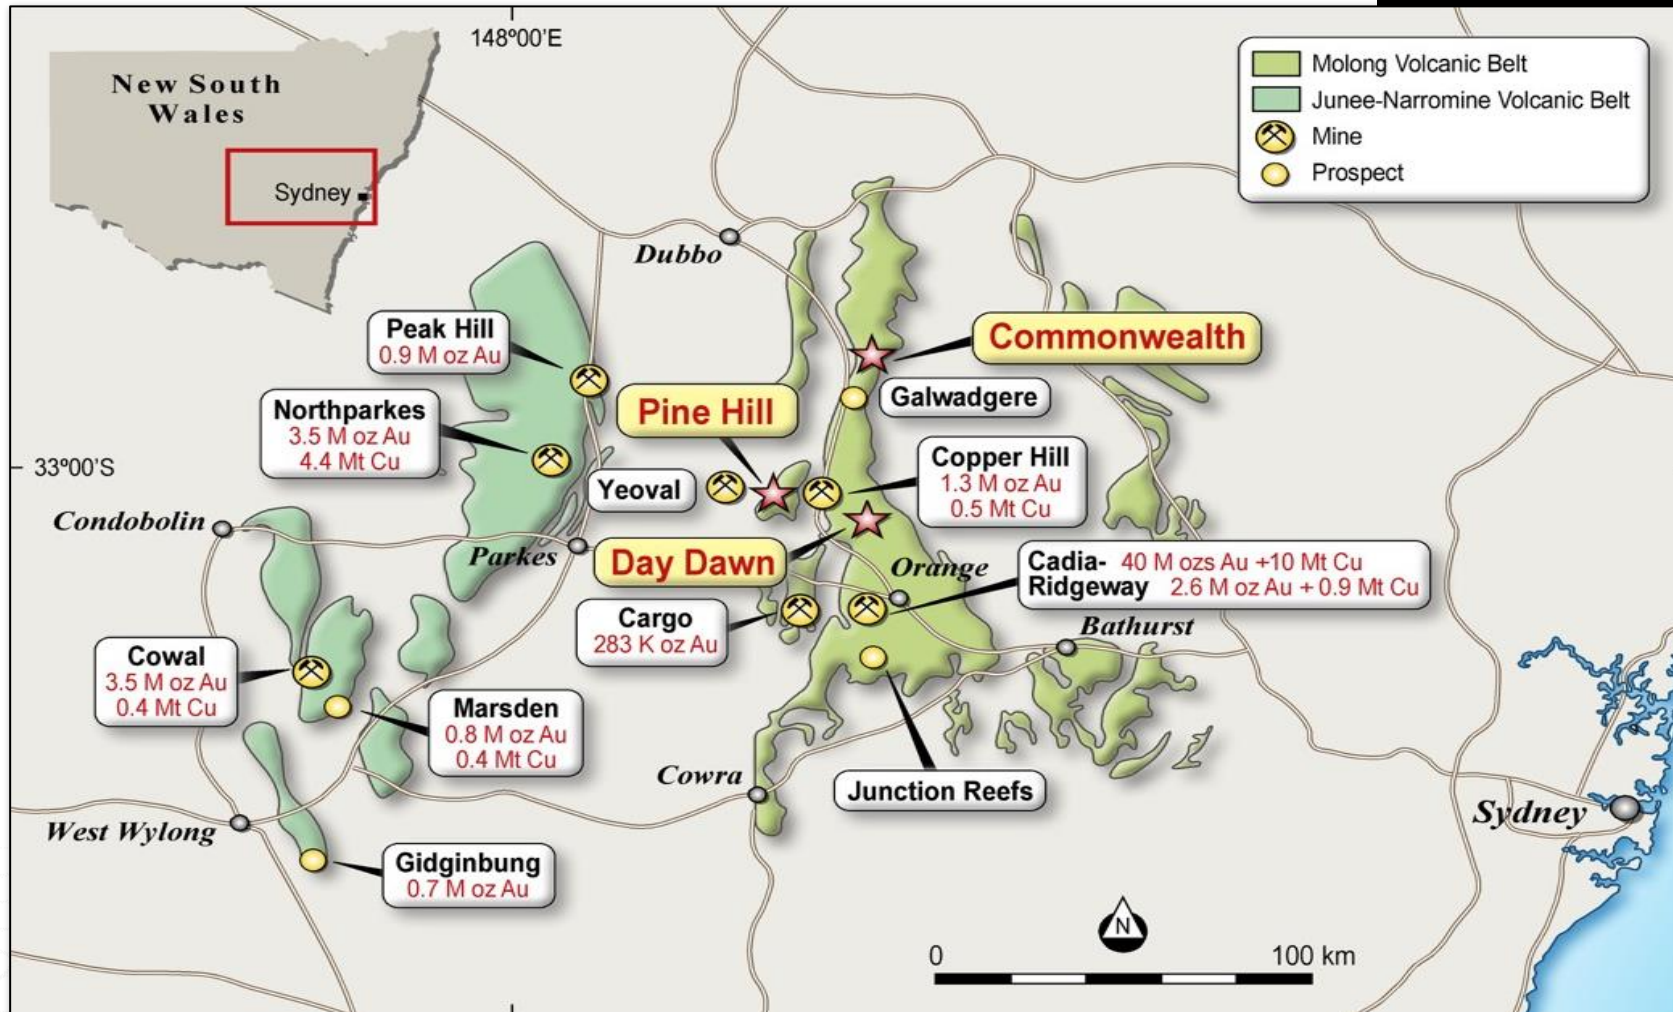 148º00'E
New South
Wales
Sydney
Molong Volcanic Belt
Junee-Narromine Volcanic Belt
Mine
Prospect
Dubbo
Peak Hill
0.9 M oz Au
Commonwealth
Pine Hill
Galwadgere
Northparkes
3.5 M oz Au
4.4 Mt Cu
33º00'S
Yeoval
Copper Hill
1.3 M oz Au
0.5 Mt Cu
Condobolin
Parkes
Day Dawn
Orange
Cadia- 40 M ozs Au +10 Mt Cu
Ridgeway 2.6 M oz Au + 0.9 Mt Cu
Cargo
283 K oz Au
Bathurst
Cowal
3.5 M oz Au
0.4 Mt Cu
Marsden
0.8 M oz Au
0.4 Mt Cu
Cowra
Junction Reefs
West Wylong
Sydney
Gidginbung
0.7 M oz Au
N
0 100 km